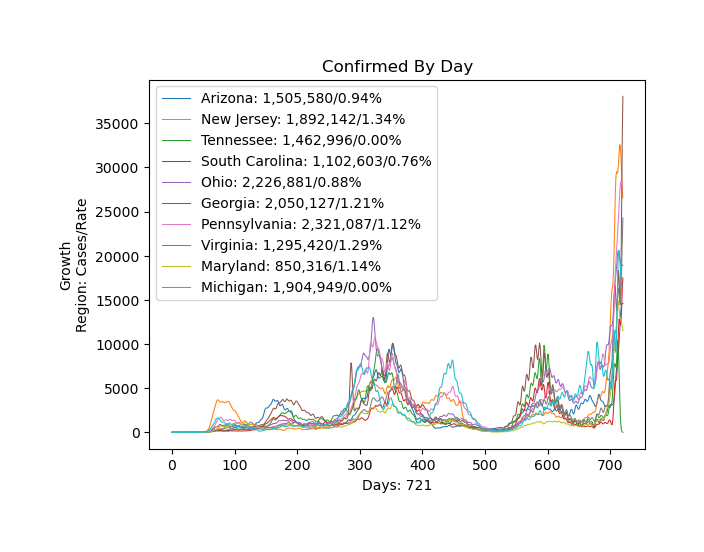 Confirmed By Day
Growth
Region: Cases/Rate
35000
30000
25000
20000
15000
10000
5000
0
Arizona: 1,505,580/0.94%
New Jersey: 1,892,142/1.34%
Tennessee: 1,462,996/0.00%
South Carolina: 1,102,603/0.76%
Ohio: 2,226,881/0.88%
Georgia: 2,050,127/1.21%
Pennsylvania: 2,321,087/1.12%
Virginia: 1,295,420/1.29%
Maryland: 850,316/1.14%
Michigan: 1,904,949/0.00%
0 100 200 300 400 500 600 700
Days: 721